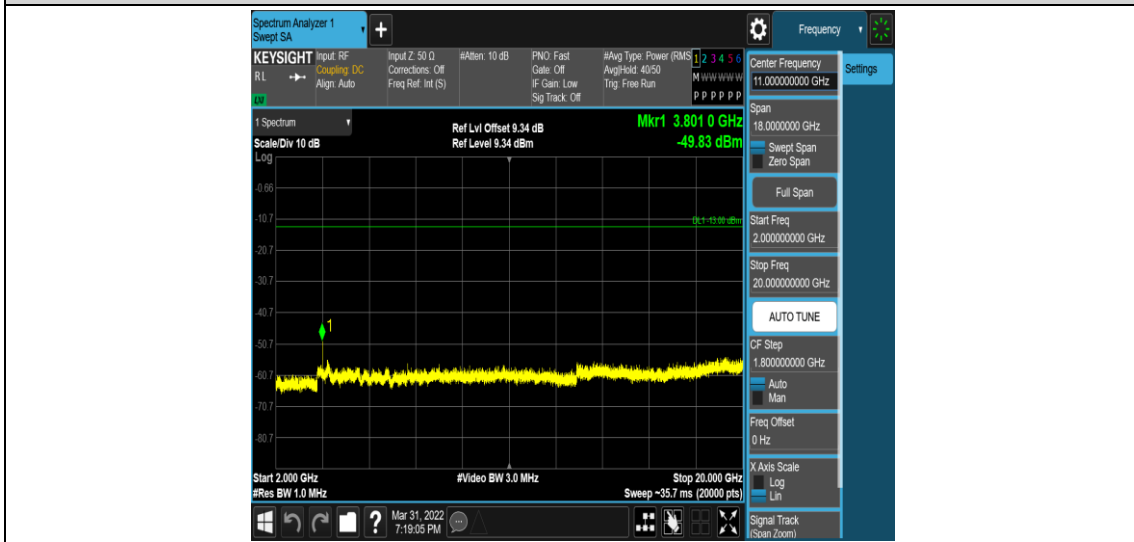 Spectrum Analyzer 1
Swept SA
+
Frequency
KEYSIGHT
RL
Input: RF
Coupling: DC
Align: Auto
Input Z: 50 Ω
Corrections: Off
Freq Ref: Int (S)
#Atten: 10 dB
PNO: Fast
Gate: Off
IF Gain: Low
Sig Track: Off
#Avg Type: Power (RMS
Avg|Hold: 40/50
Trig: Free Run
1 2 3 4 5 6
M W W W W W
P P P P P P
1 Spectrum
Scale/Div 10 dB
Ref Lvl Offset 9.34 dB
Ref Level 9.34 dBm
Mkr1 3.801 0 GHz
-49.83 dBm
Log
-0.66
-10.7
DL1 -13.00 dBm
-20.7
-30.7
-40.7
1
-50.7
-60.7
-70.7
-80.7
Start 2.000 GHz
#Res BW 1.0 MHz
#Video BW 3.0 MHz
Stop 20.000 GHz
Sweep ~35.7 ms (20000 pts)
?
Mar 31, 2022
7:19:05 PM
Center Frequency
11.000000000 GHz
Settings
Span
18.0000000 GHz
Swept Span
Zero Span
Full Span
Start Freq
2.000000000 GHz
Stop Freq
20.000000000 GHz
AUTO TUNE
CF Step
1.800000000 GHz
Auto
Man
Freq Offset
0 Hz
X Axis Scale
Log
Lin
Signal Track
(Span Zoom)